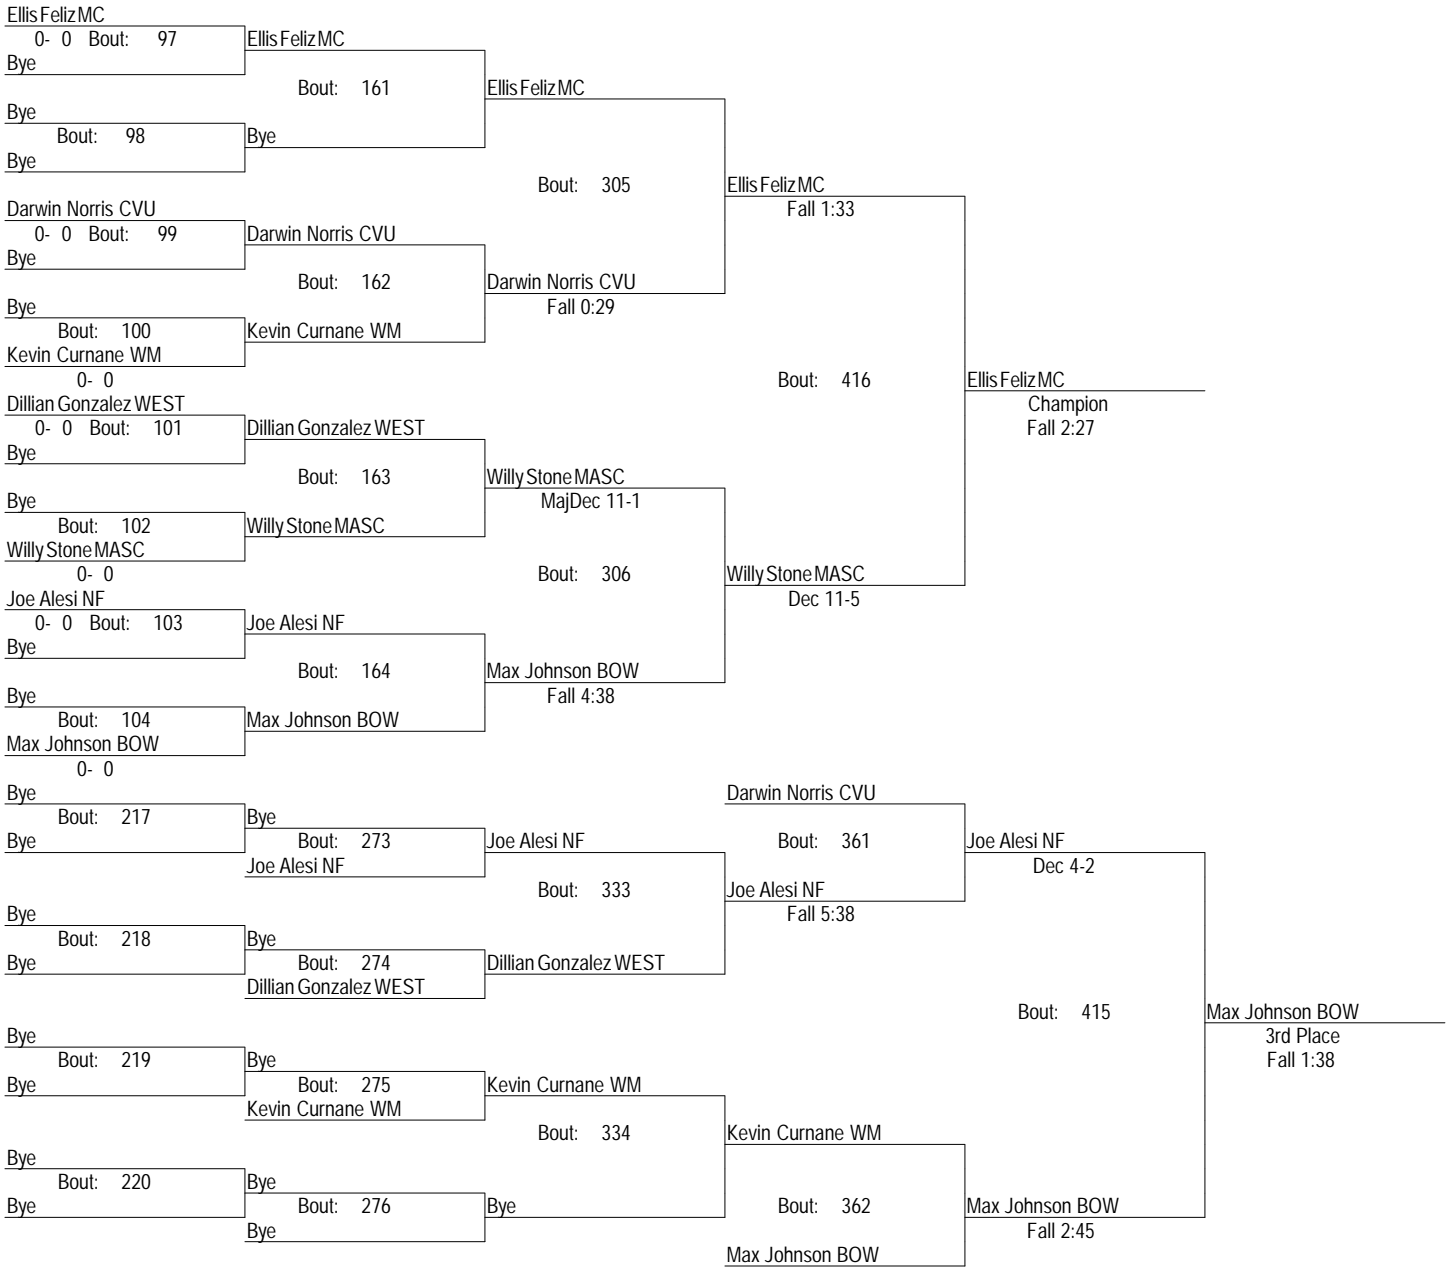 Ellis Feliz MC
0- 0 Bout: 97 Ellis Feliz MC
Bye
Bout: 161 Ellis Feliz MC
Bye
Bout: 98 Bye
Bye
Bout: 305 Ellis Feliz MC
Darwin Norris CVU Fall 1:33
0- 0 Bout: 99 Darwin Norris CVU
Bye
Bout: 162 Darwin Norris CVU
Bye Fall 0:29
Bout: 100 Kevin Curnane WM
Kevin Curnane WM
0- 0 Bout: 416 Ellis Feliz MC
Dillian Gonzalez WEST Champion
0- 0 Bout: 101 Dillian Gonzalez WEST Fall 2:27
Bye
Bout: 163 Willy Stone MASC
Bye MajDec 11-1
Bout: 102 Willy Stone MASC
Willy Stone MASC
0- 0 Bout: 306 Willy Stone MASC
Joe Alesi NF Dec 11-5
0- 0 Bout: 103 Joe Alesi NF
Bye
Bout: 164 Max Johnson BOW
Bye Fall 4:38
Bout: 104 Max Johnson BOW
Max Johnson BOW
0- 0
Bye Darwin Norris CVU
Bout: 217 Bye
Bye Bout: 273 Joe Alesi NF Bout: 361 Joe Alesi NF
Joe Alesi NF Dec 4-2
Bout: 333 Joe Alesi NF
Bye Fall 5:38
Bout: 218 Bye
Bye Bout: 274 Dillian Gonzalez WEST
Dillian Gonzalez WEST
Bout: 415 Max Johnson BOW
Bye 3rd Place
Bout: 219 Bye Fall 1:38
Bye Bout: 275 Kevin Curnane WM
Kevin Curnane WM
Bout: 334 Kevin Curnane WM
Bye
Bout: 220 Bye
Bye Bout: 276 Bye Bout: 362 Max Johnson BOW
Bye Fall 2:45
Max Johnson BOW